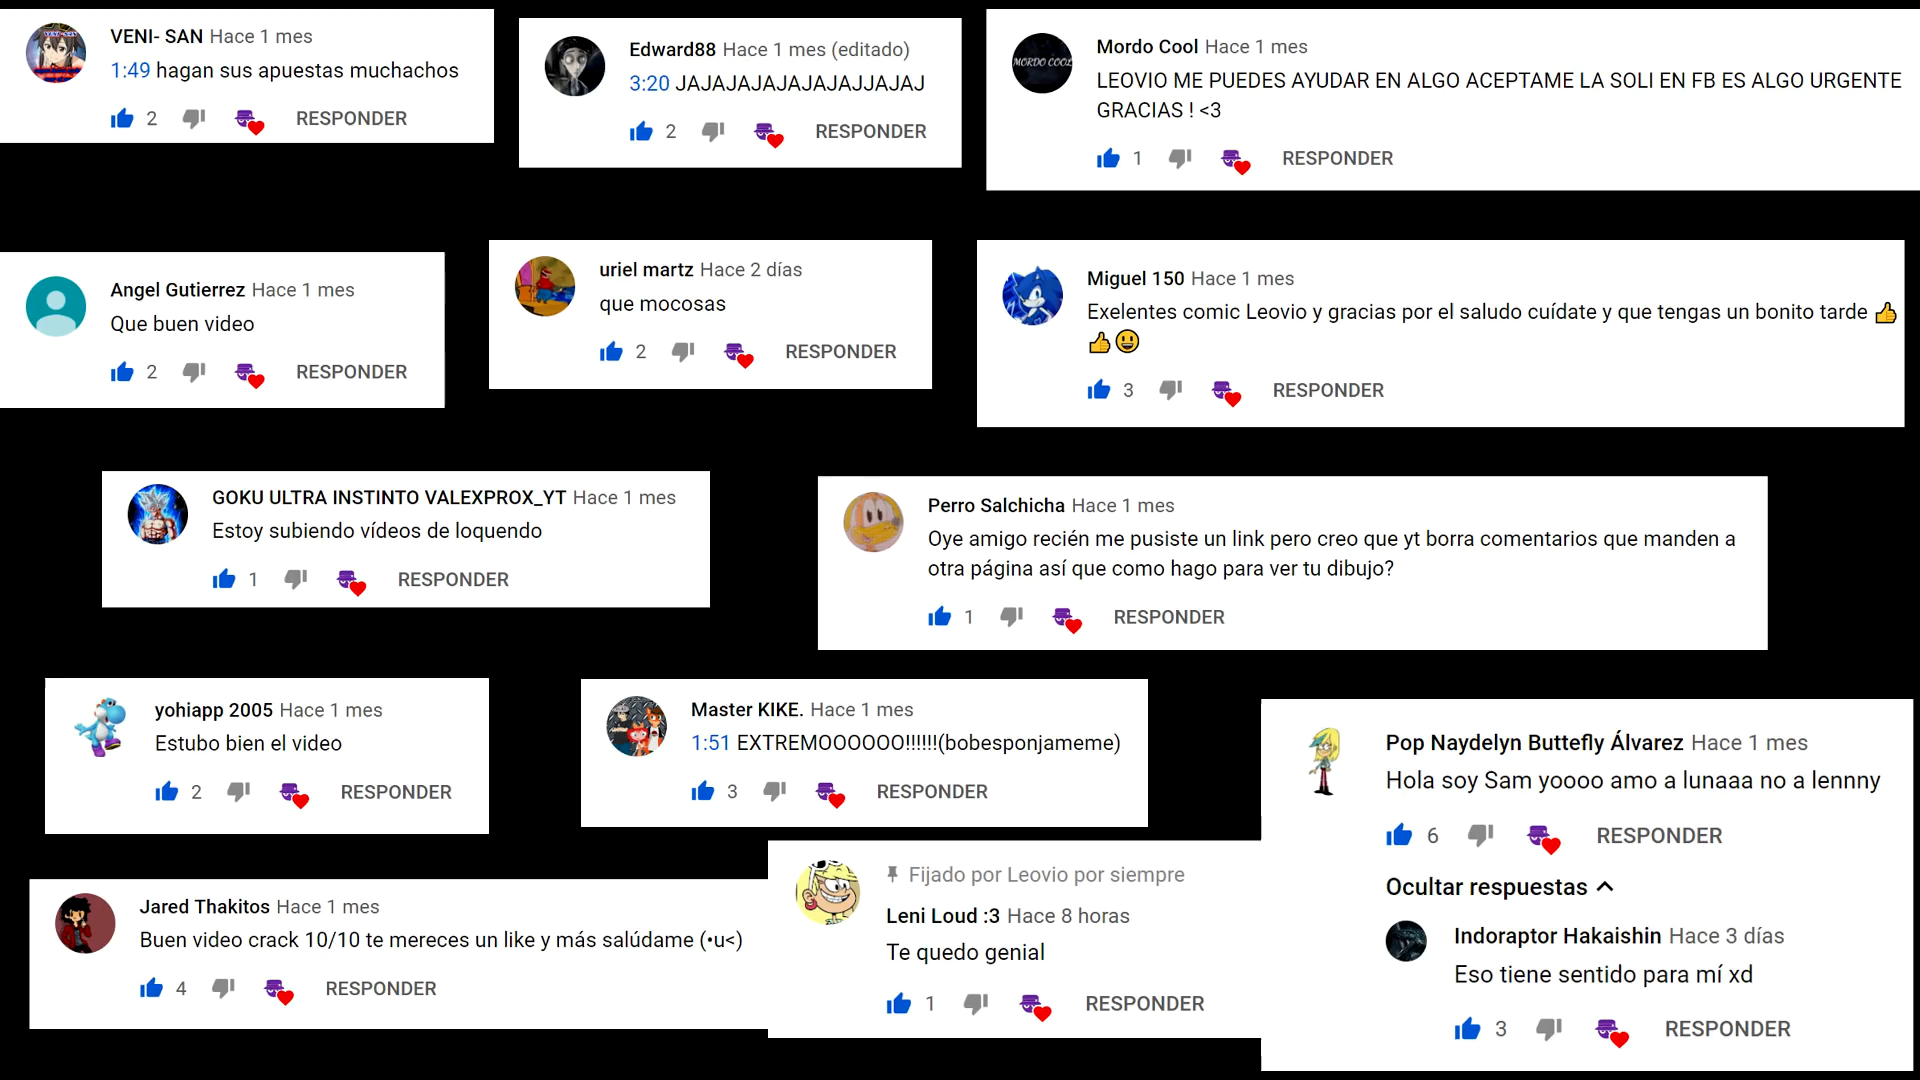 VENI- SAN Hace 1 mes
1:49 hagan sus apuestas muchachos
2 RESPONDER
Edward88 Hace 1 mes (editado)
3:20 JAJAJAJAJAJAJAJJAJAJ
2 RESPONDER
MORDO COOL
Mordo Cool Hace 1 mes
LEOVIO ME PUEDES AYUDAR EN ALGO ACEPTAME LA SOLI EN FB ES ALGO URGENTE
GRACIAS ! <3
1 RESPONDER
Angel Gutierrez Hace 1 mes
Que buen video
2 RESPONDER
uriel martz Hace 2 días
que mocosas
2 RESPONDER
Miguel 150 Hace 1 mes
Exelentes comic Leovio y gracias por el saludo cuídate y que tengas un bonito tarde 👍
👍😃
3 RESPONDER
GOKU ULTRA INSTINTO VALEXPROX_YT Hace 1 mes
Estoy subiendo vídeos de loquendo
1 RESPONDER
Perro Salchicha Hace 1 mes
Oye amigo recién me pusiste un link pero creo que yt borra comentarios que manden a
otra página así que como hago para ver tu dibujo?
1 RESPONDER
yohiapp 2005 Hace 1 mes
Estubo bien el video
2 RESPONDER
Master KIKE. Hace 1 mes
1:51 EXTREMOOOOOO!!!!!!(bobesponjameme)
3 RESPONDER
Pop Naydelyn Buttefly Álvarez Hace 1 mes
Hola soy Sam yoooo amo a lunaaa no a lennny
6 RESPONDER
Ocultar respuestas
Indoraptor Hakaishin Hace 3 días
Eso tiene sentido para mí xd
3 RESPONDER
Jared Thakitos Hace 1 mes
Buen video crack 10/10 te mereces un like y más salúdame (•u<)
4 RESPONDER
Fijado por Leovio por siempre
Leni Loud :3 Hace 8 horas
Te quedo genial
1 RESPONDER